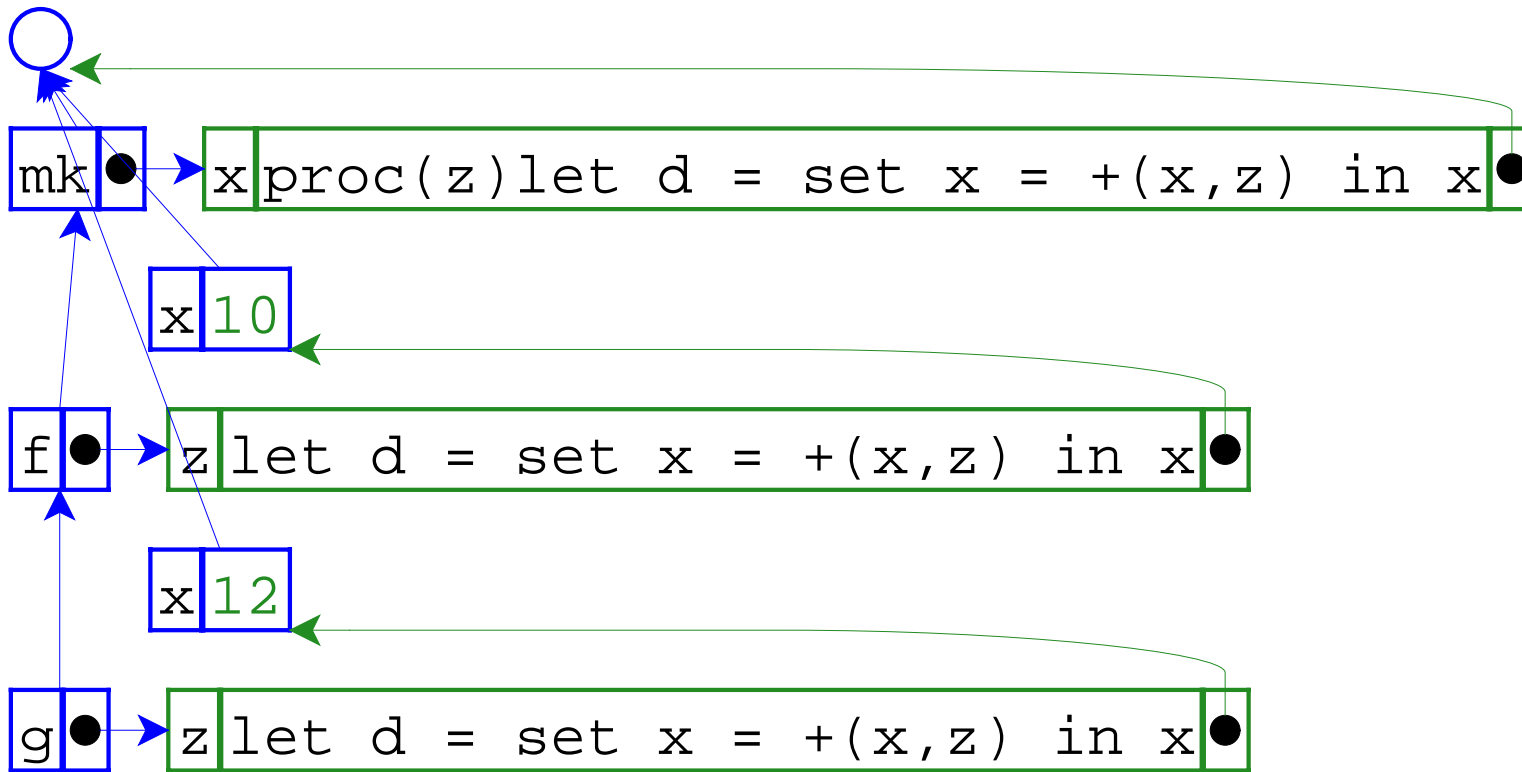 mk x proc(z)let d = set x = +(x,z) in x
x 10
f z let d = set x = +(x,z) in x
x 12
g z let d = set x = +(x,z) in x